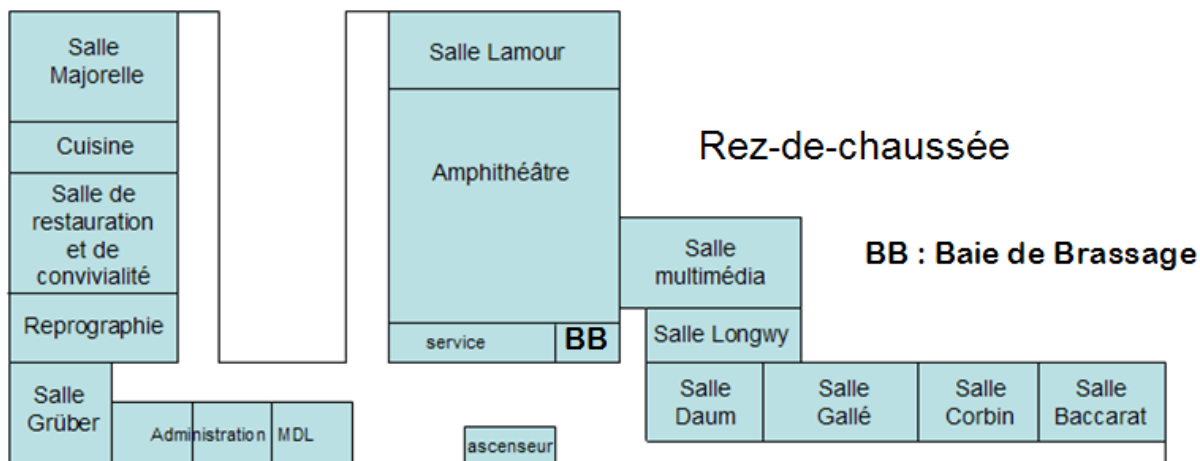 Salle
Majorelle
Cuisine
Salle de
restauration
et de
convivialité
Reprographie
Salle
Grüber
Administration
MDL
Salle Lamour
Amphithéâtre
service
BB
ascenseur
Rez-de-chaussée
Salle
multimédia
BB : Baie de Brassage
Salle Longwy
Salle
Daum
Salle
Gallé
Salle
Corbin
Salle
Baccarat